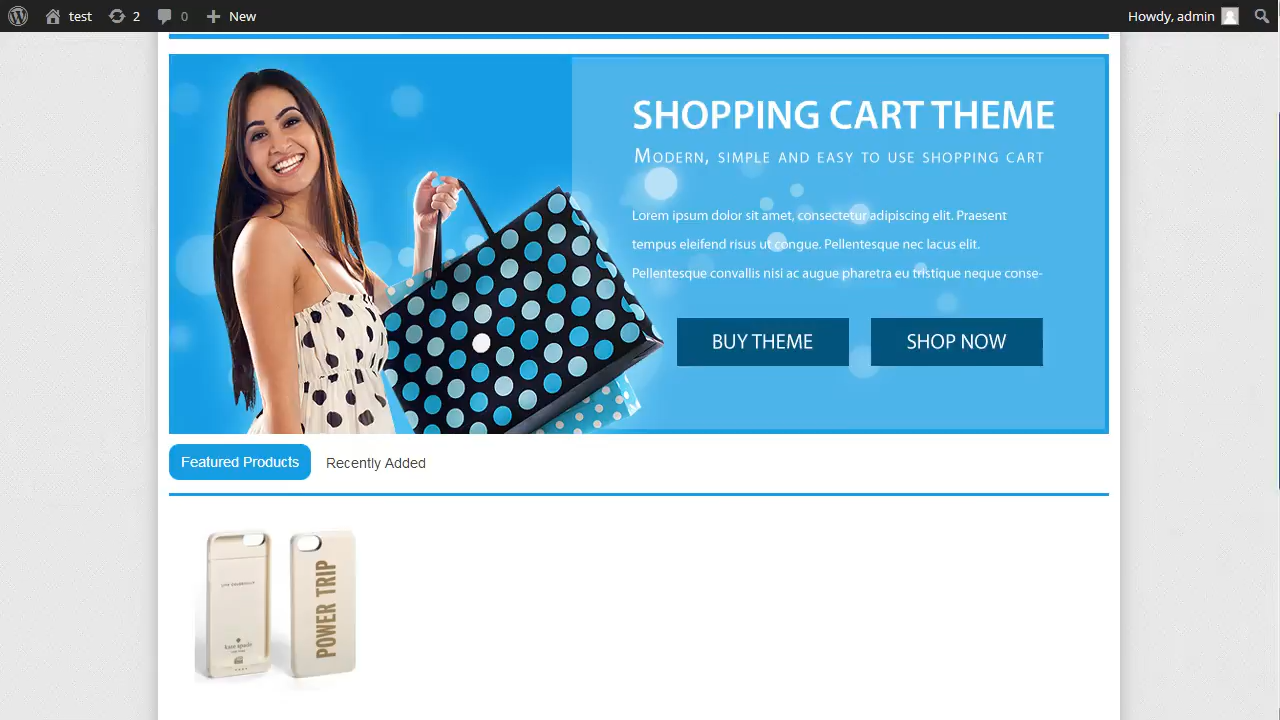 test 2 0 New Howdy, admin
SHOPPING CART THEME
Modern, simple and easy to use shopping cart
Lorem ipsum dolor sit amet, consectetur adipiscing elit. Praesent
tempus eleifend risus ut congue. Pellentesque nec lacus elit.
Pellentesque convallis nisi ac augue pharetra eu tristique neque conse-
BUY THEME SHOP NOW
Featured Products Recently Added
POWER TRIP
kate spade